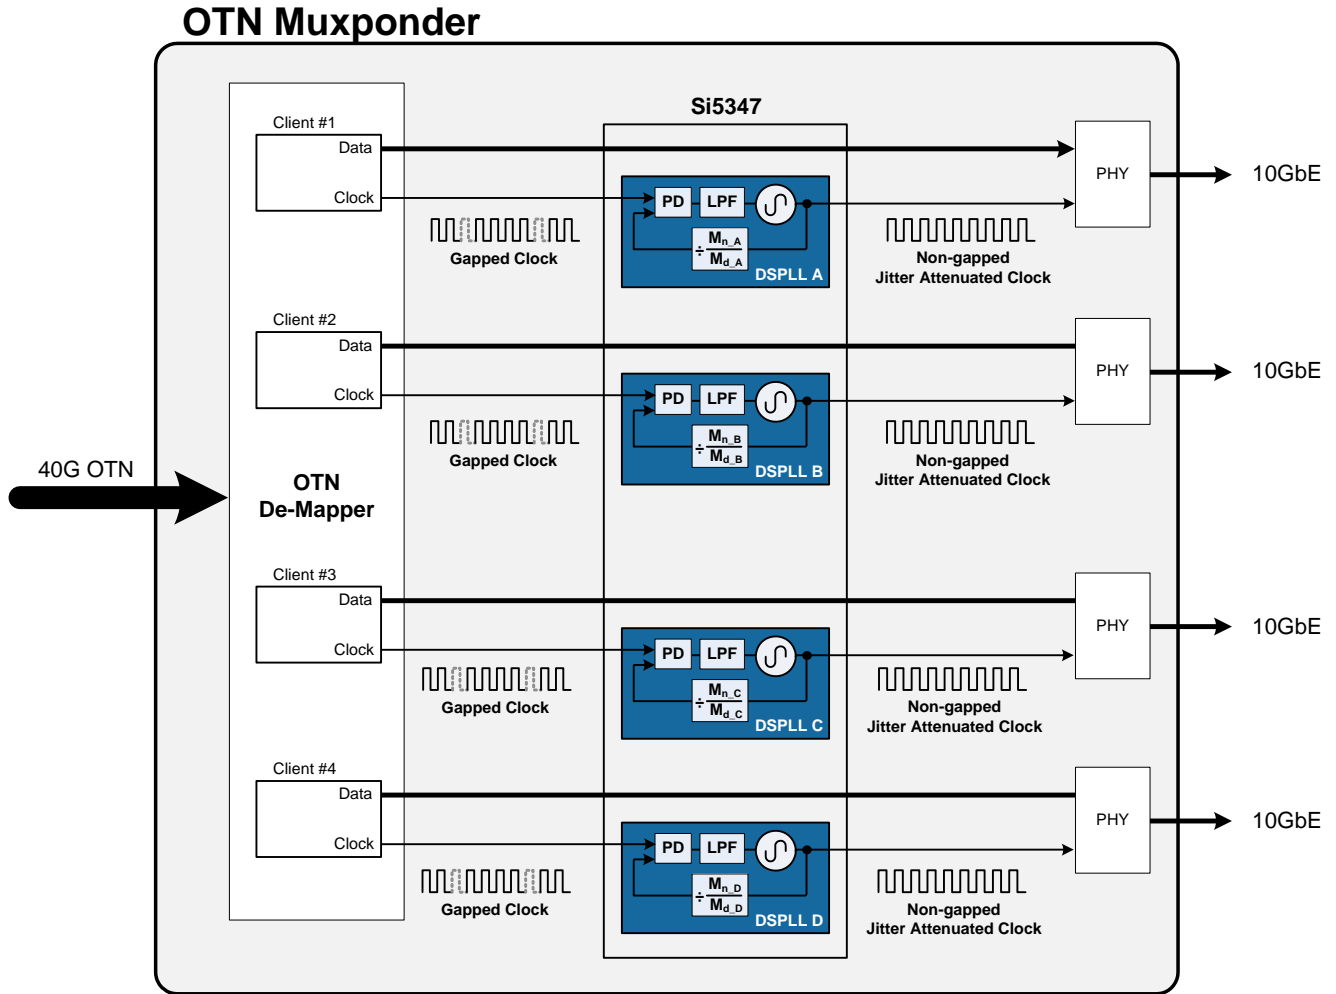 OTN Muxponder
Si5347
Client #1
Data
Clock
PD
LPF
÷ Mn_A
Md_A
DSPLL A
Gapped Clock
Non-gapped
Jitter Attenuated Clock
PHY
10GbE
Client #2
Data
Clock
PD
LPF
÷ Mn_B
Md_B
DSPLL B
Gapped Clock
Non-gapped
Jitter Attenuated Clock
PHY
10GbE
40G OTN
OTN
De-Mapper
Client #3
Data
Clock
PD
LPF
÷ Mn_C
Md_C
DSPLL C
Gapped Clock
Non-gapped
Jitter Attenuated Clock
PHY
10GbE
Client #4
Data
Clock
PD
LPF
÷ Mn_D
Md_D
DSPLL D
Gapped Clock
Non-gapped
Jitter Attenuated Clock
PHY
10GbE